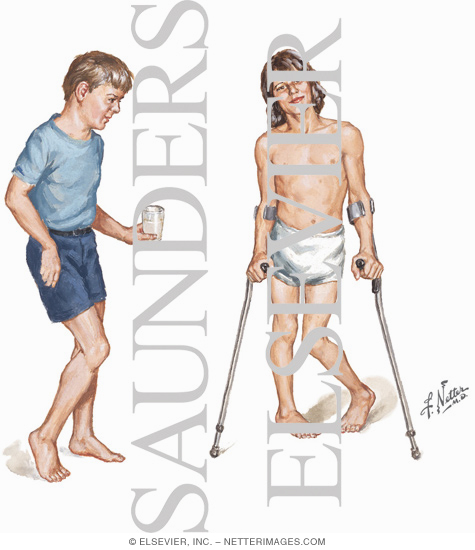 SAUNDERS
ELSEVIER
F. Netter
M.D.
© ELSEVIER, INC. – NETTERIMAGES.COM